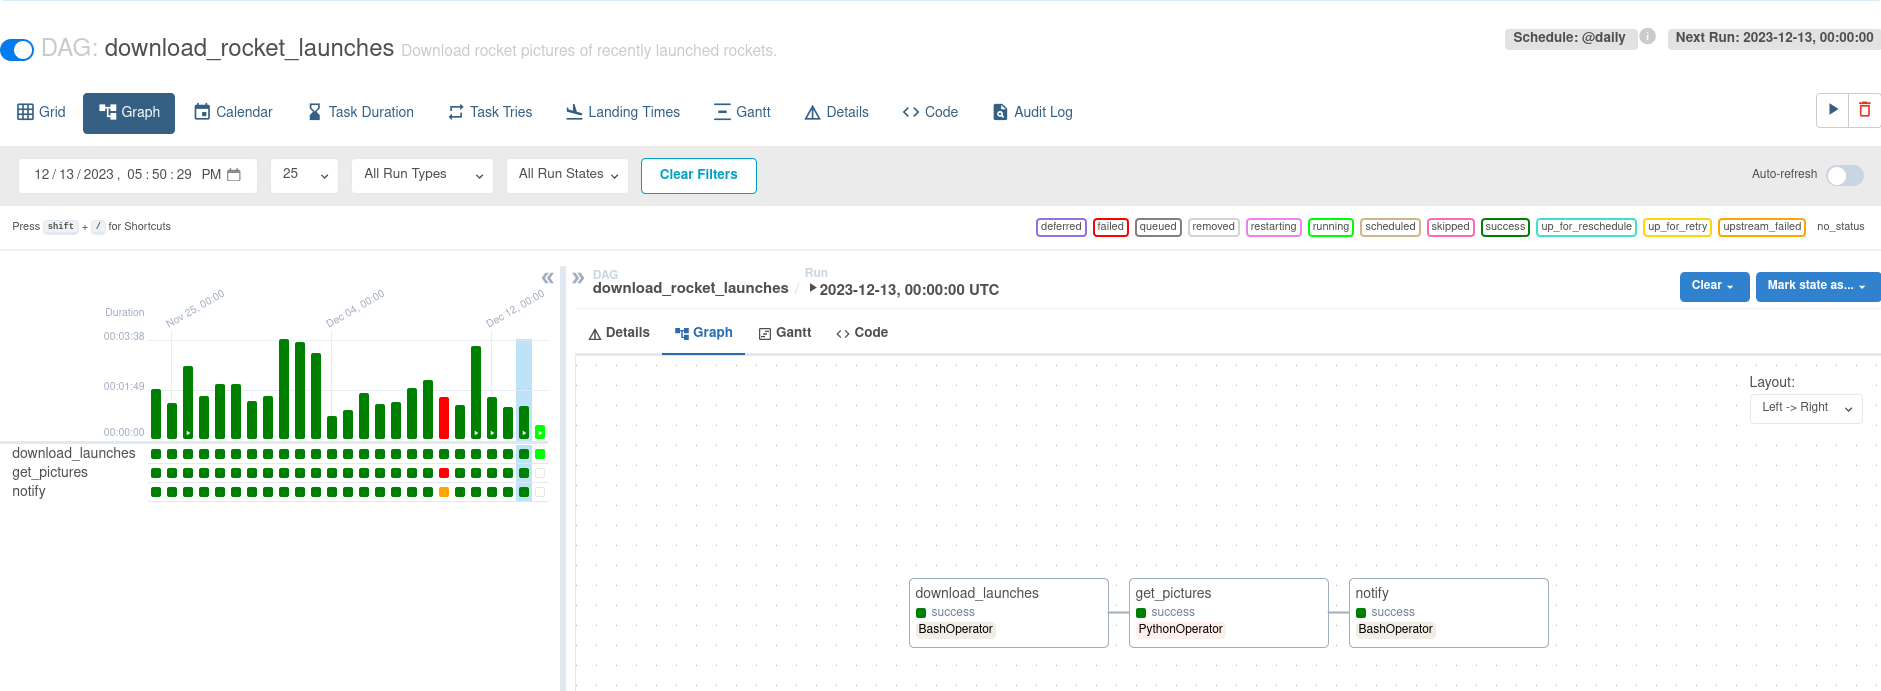 DAG: download_rocket_launches Download rocket pictures of recently launched rockets.
Schedule: @daily
Next Run: 2023-12-13, 00:00:00
Grid
Graph
Calendar
Task Duration
Task Tries
Landing Times
Gantt
Details
Code
Audit Log
12 / 13 / 2023 , 05 : 50 : 29 PM
25
All Run Types
All Run States
Clear Filters
Auto-refresh
Press shift + / for Shortcuts
deferred
failed
queued
removed
restarting
running
scheduled
skipped
success
up_for_reschedule
up_for_retry
upstream_failed
no_status
Nov 25, 00:00
Dec 04, 00:00
Dec 12, 00:00
Duration
00:03:38
00:01:49
00:00:00
download_launches
get_pictures
notify
DAG
download_rocket_launches
/
Run
2023-12-13, 00:00:00 UTC
Clear
Mark state as...
Details
Graph
Gantt
Code
Layout:
Left -> Right
download_launches
success
BashOperator
get_pictures
success
PythonOperator
notify
success
BashOperator